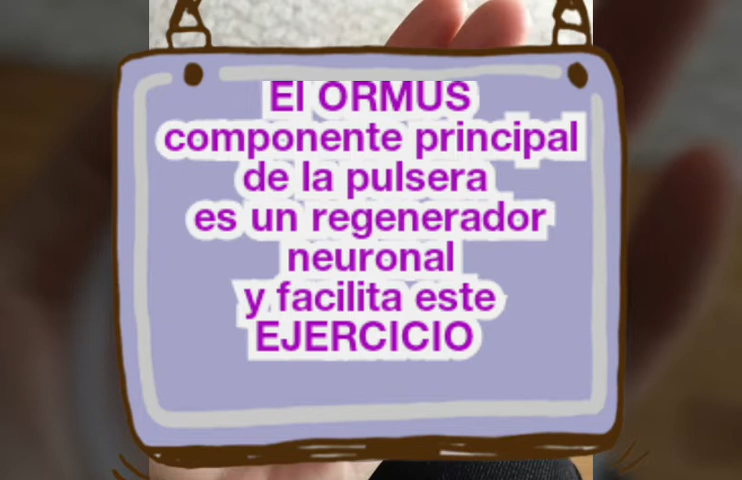 El ORMUS
componente principal
de la pulsera
es un regenerador
neuronal
y facilita este
EJERCICIO